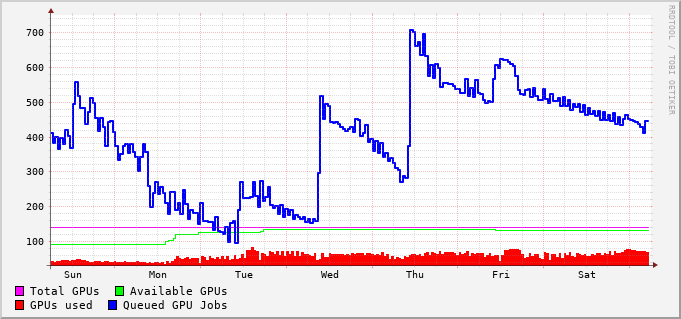 700
600
500
400
300
200
100
Sun Mon Tue Wed Thu Fri Sat
Total GPUs Available GPUs
GPUs used Queued GPU Jobs
RRDTOOL / TOBI OETIKER